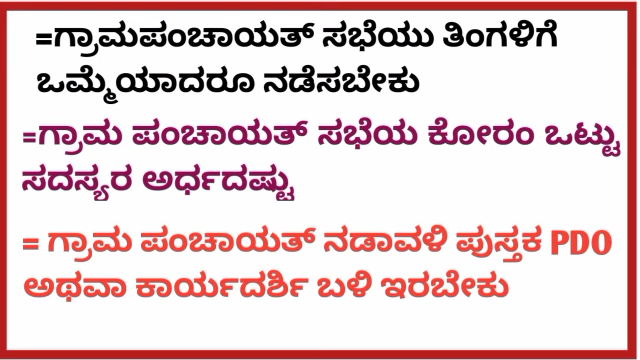 =ಗ್ರಾಮಪಂಚಾಯತ್ ಸಭೆಯು ತಿಂಗಳಿಗೆ
ಒಮ್ಮೆಯಾದರೂ ನಡೆಸಬೇಕು
=ಗ್ರಾಮ ಪಂಚಾಯತ್ ಸಭೆಯ ಕೋರಂ ಒಟ್ಟು
ಸದಸ್ಯರ ಅರ್ಧದಷ್ಟು
= ಗ್ರಾಮ ಪಂಚಾಯತ್ ನಡಾವಳಿ ಪುಸ್ತಕ PDO
ಅಥವಾ ಕಾರ್ಯದರ್ಶಿ ಬಳಿ ಇರಬೇಕು